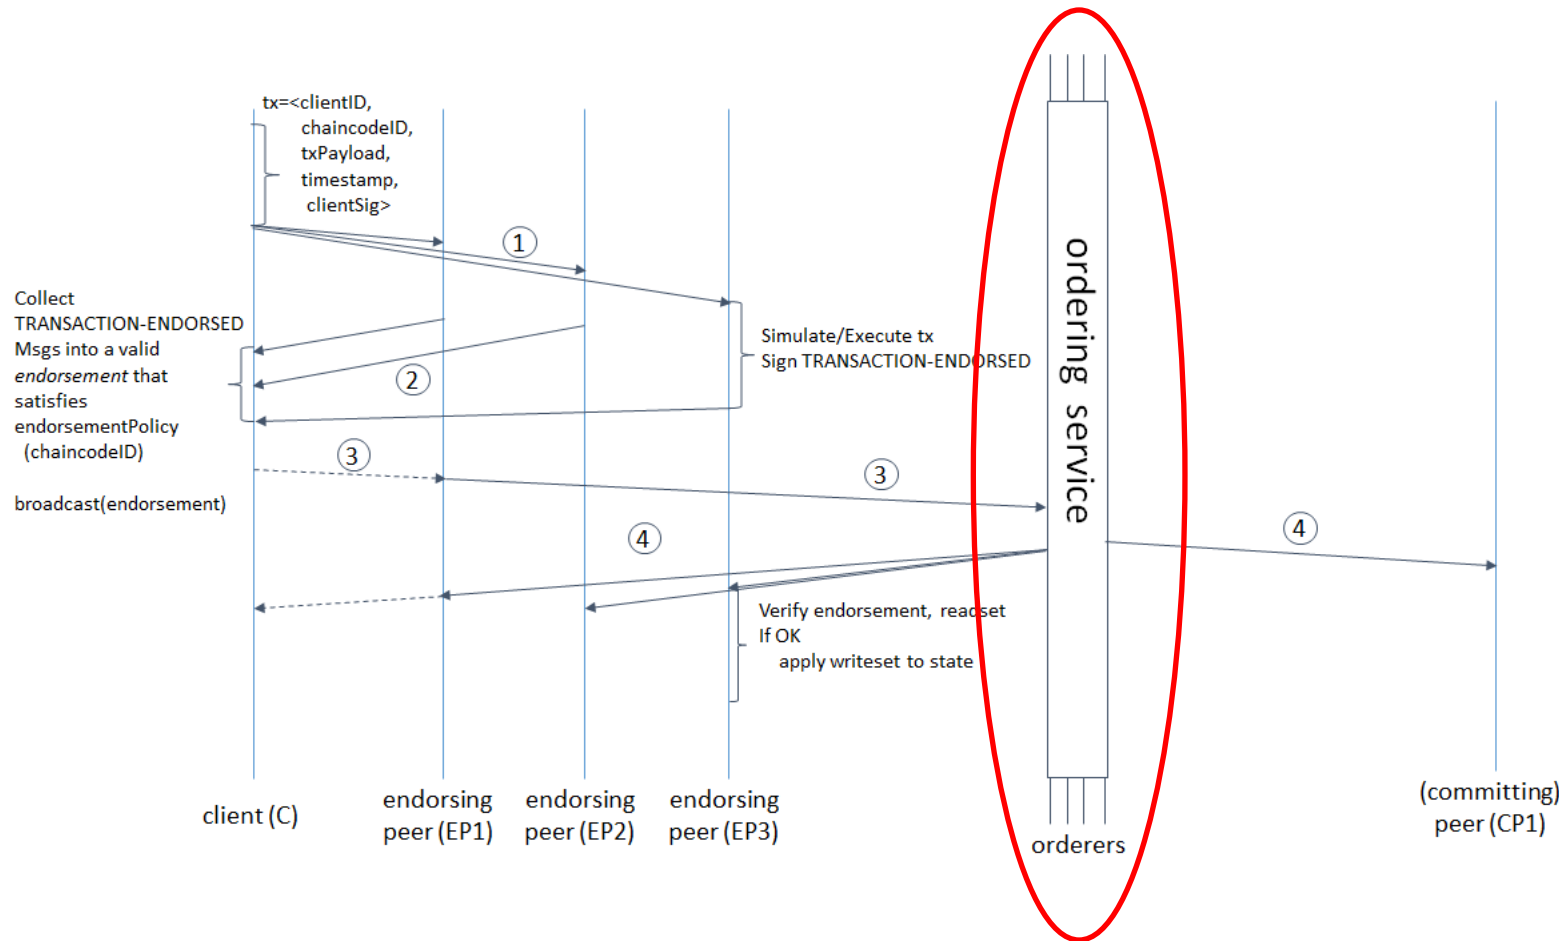 tx=<clientID,
chaincodeID,
txPayload,
timestamp,
clientSig>
1
Collect
TRANSACTION-ENDORSED
Msgs into a valid
endorsement that
satisfies
endorsementPolicy
(chaincodeID)
2
Simulate/Execute tx
Sign TRANSACTION-ENDORSED
ordering service
3
3
broadcast(endorsement)
4
4
Verify endorsement, readset
If OK
apply writeset to state
client (C)
endorsing
peer (EP1)
endorsing
peer (EP2)
endorsing
peer (EP3)
orderers
(committing)
peer (CP1)